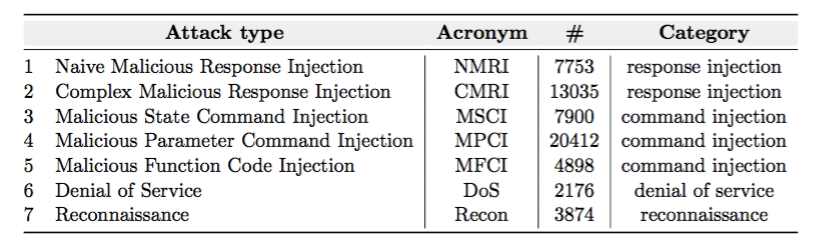 Attack type Acronym # Category
1 Naive Malicious Response Injection NMRI 7753 response injection
2 Complex Malicious Response Injection CMRI 13035 response injection
3 Malicious State Command Injection MSCI 7900 command injection
4 Malicious Parameter Command Injection MPCI 20412 command injection
5 Malicious Function Code Injection MFCI 4898 command injection
6 Denial of Service DoS 2176 denial of service
7 Reconnaissance Recon 3874 reconnaissance